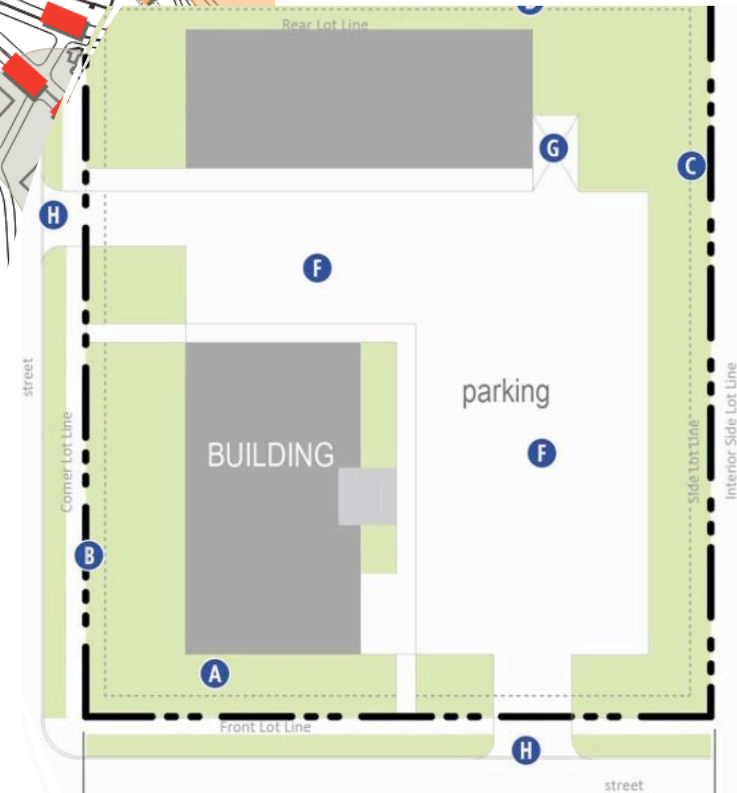 Rear Lot Line
G
C
H
F
street
parking
Interior Side Lot Line
Corner Lot Line
Side Lot Line
BUILDING
F
B
A
Front Lot Line
H
street